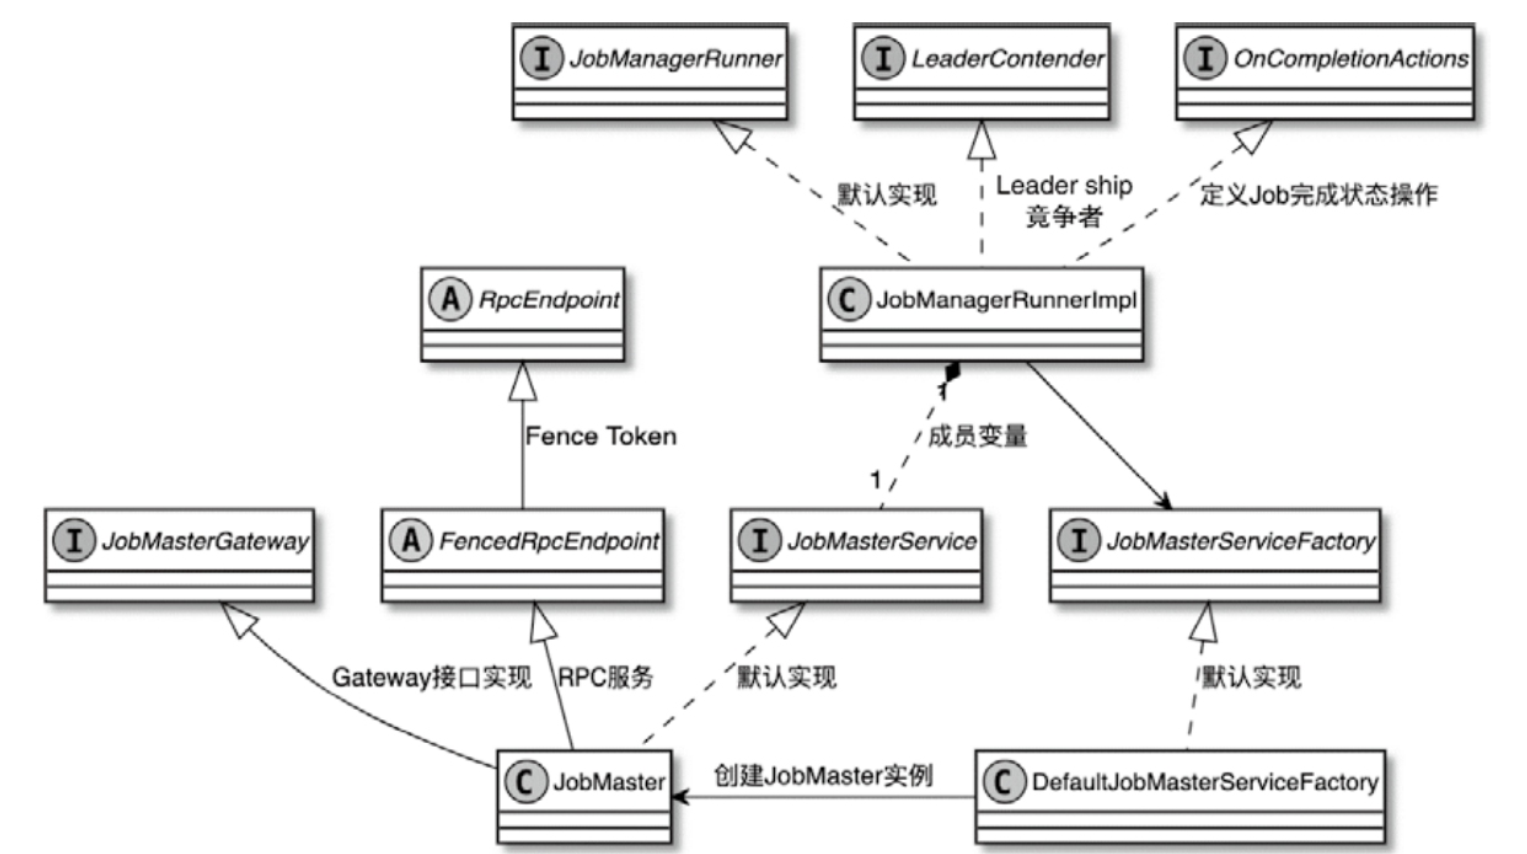 I JobManagerRunner
I LeaderContender
I OnCompletionActions
默认实现
Leader ship
竞争者
定义Job完成状态操作
A RpcEndpoint
C JobManagerRunnerImpl
1
Fence Token
成员变量
1
I JobMasterGateway
A FencedRpcEndpoint
I JobMasterService
I JobMasterServiceFactory
Gateway接口实现
RPC服务
默认实现
默认实现
C JobMaster
创建JobMaster实例
C DefaultJobMasterServiceFactory